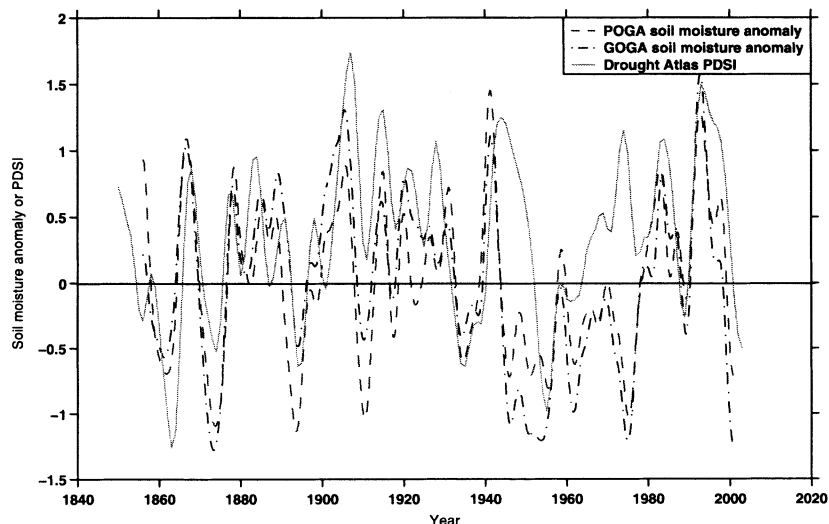 2
1.5
1
0.5
0
−0.5
−1
−1.5
Soil moisture anomaly or PDSI
POGA soil moisture anomaly
GOGA soil moisture anomaly
Drought Atlas PDSI
1840 1860 1880 1900 1920 1940 1960 1980 2000 2020
Year